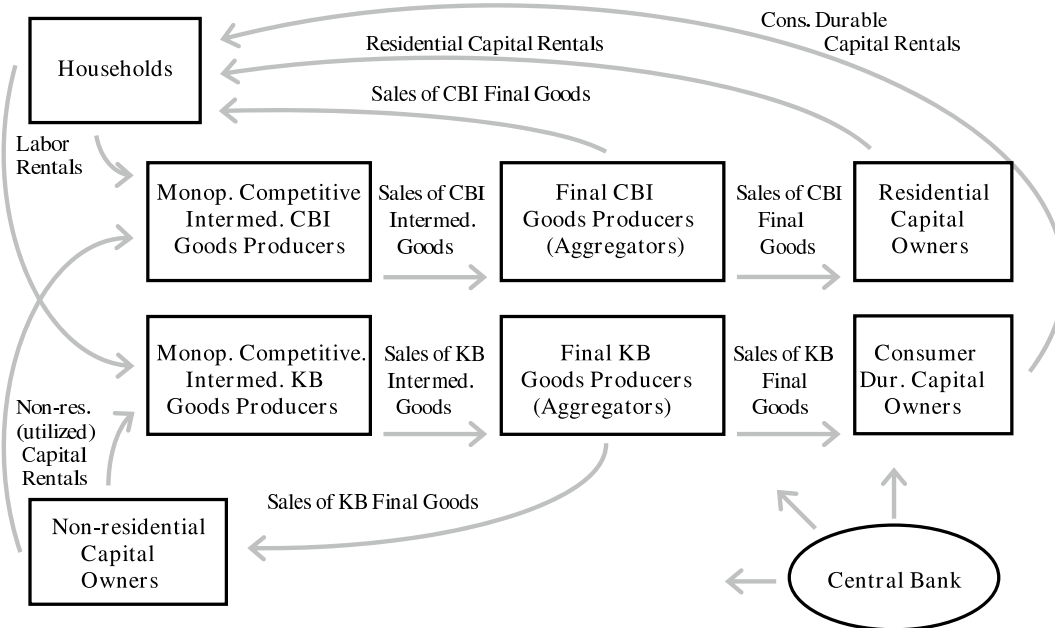 Cons. Durable
Capital Rentals
Residential Capital Rentals
Households
Sales of CBI Final Goods
Labor
Rentals
Monop. Competitive
Intermed. CBI
Goods Producers
Sales of CBI
Intermed.
Goods
Final CBI
Goods Producers
(Aggregators)
Sales of CBI
Final
Goods
Residential
Capital
Owners
Monop. Competitive.
Intermed. KB
Goods Producers
Sales of KB
Intermed.
Goods
Final KB
Goods Producers
(Aggregators)
Sales of KB
Final
Goods
Consumer
Dur. Capital
Owners
Non-res.
(utilized)
Capital
Rentals
Sales of KB Final Goods
Non-residential
Capital
Owners
Central Bank